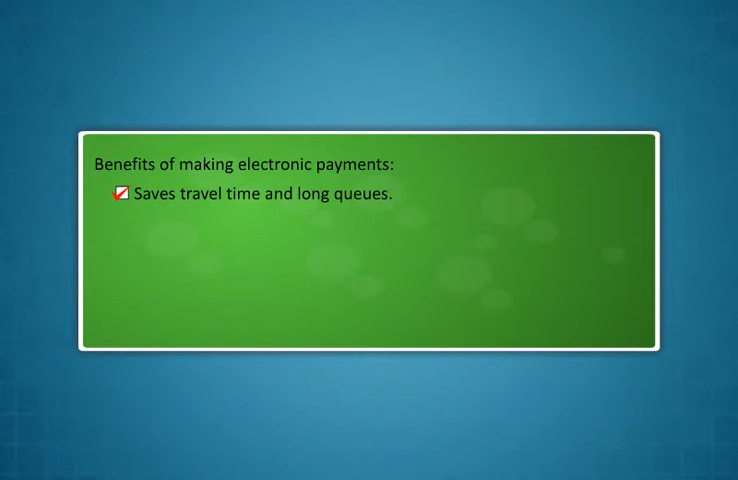 Benefits of making electronic payments:
Saves travel time and long queues.